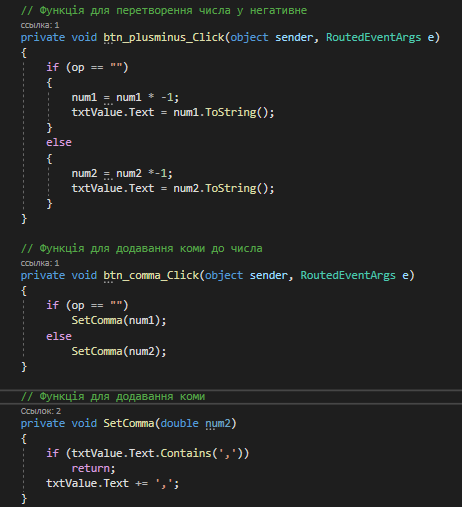 // Функція для перетворення числа у негативне
ссылка: 1
private void btn_plusminus_Click(object sender, RoutedEventArgs e)
{
if (op == "")
{
num1 = num1 * -1;
txtValue.Text = num1.ToString();
}
else
{
num2 = num2 *-1;
txtValue.Text = num2.ToString();
}
}
// Функція для додавання коми до числа
ссылка: 1
private void btn_comma_Click(object sender, RoutedEventArgs e)
{
if (op == "")
SetComma(num1);
else
SetComma(num2);
}
// Функція для додавання коми
Ссылок: 2
private void SetComma(double num2)
{
if (txtValue.Text.Contains(','))
return;
txtValue.Text += ',';
}